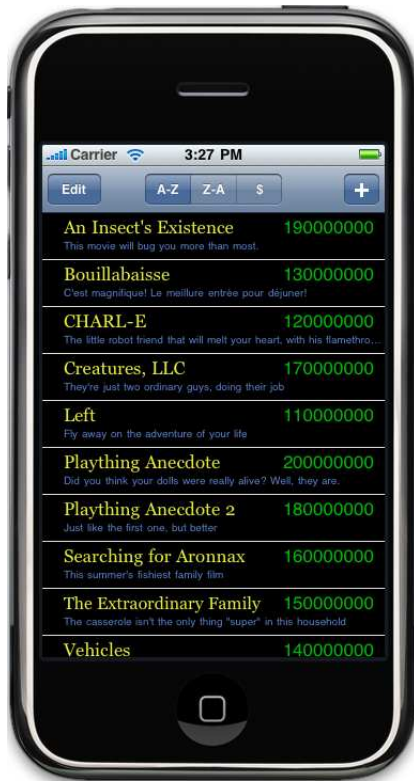 Carrier 3:27 PM
Edit A-Z Z-A $ +
An Insect's Existence 190000000
This movie will bug you more than most.
Bouillabaisse 130000000
C'est magnifique! Le meillure entrée pour déjuner!
CHARL-E 120000000
The little robot friend that will melt your heart, with his flamethro...
Creatures, LLC 170000000
They're just two ordinary guys, doing their job
Left 110000000
Fly away on the adventure of your life
Plaything Anecdote 200000000
Did you think your dolls were really alive? Well, they are.
Plaything Anecdote 2 180000000
Just like the first one, but better
Searching for Aronnax 160000000
This summer's fishiest family film
The Extraordinary Family 150000000
The casserole isn't the only thing "super" in this household
Vehicles 140000000